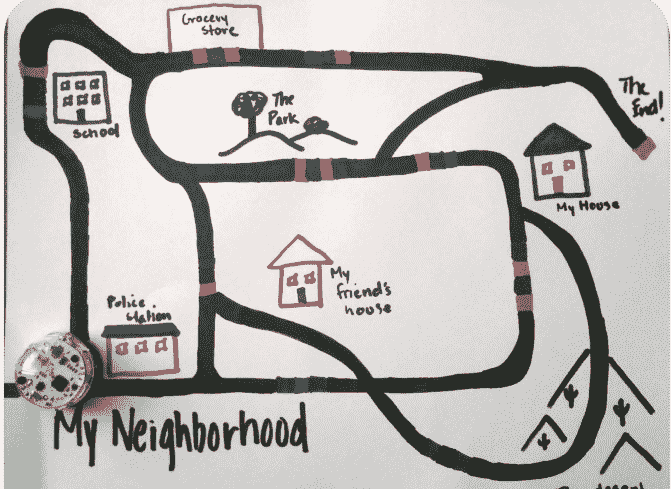 Grocery
store
The
Park
The
End!
school
My House
My
friend's
house
Police
station
My Neighborhood